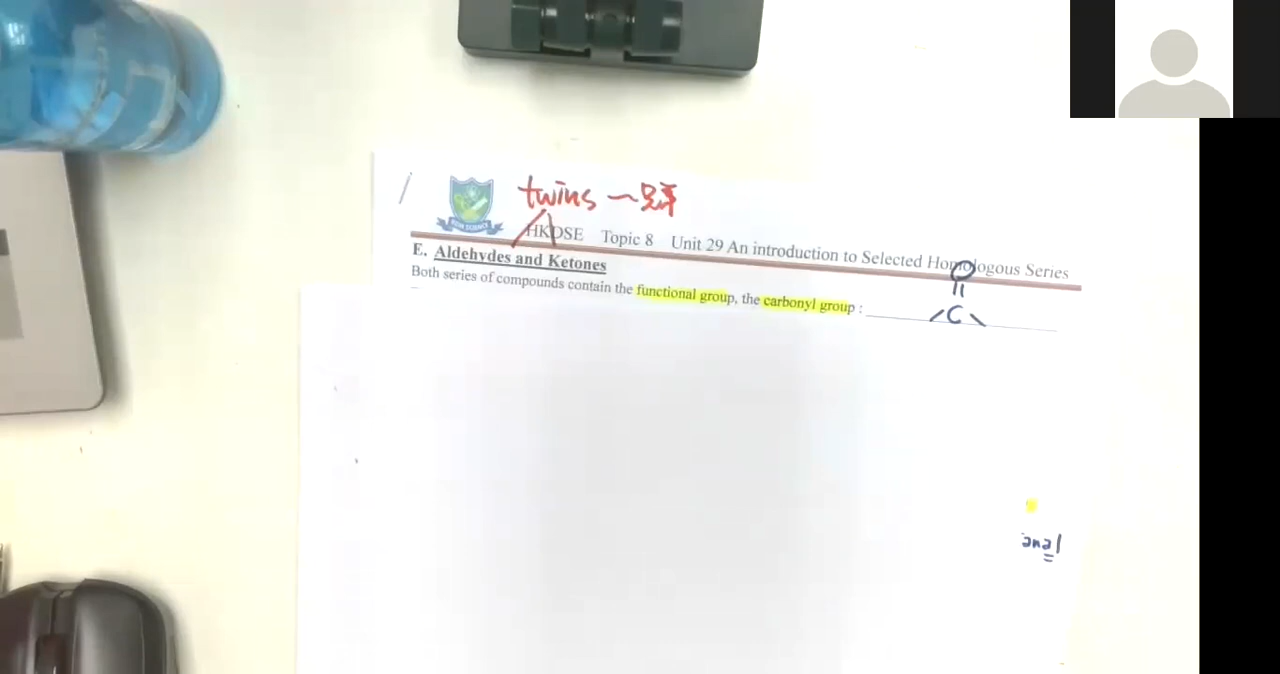 twins 一對
HKDSE Topic 8 Unit 29 An introduction to Selected Homologous Series
E. Aldehydes and Ketones
Both series of compounds contain the functional group, the carbonyl group :
O
C
anal